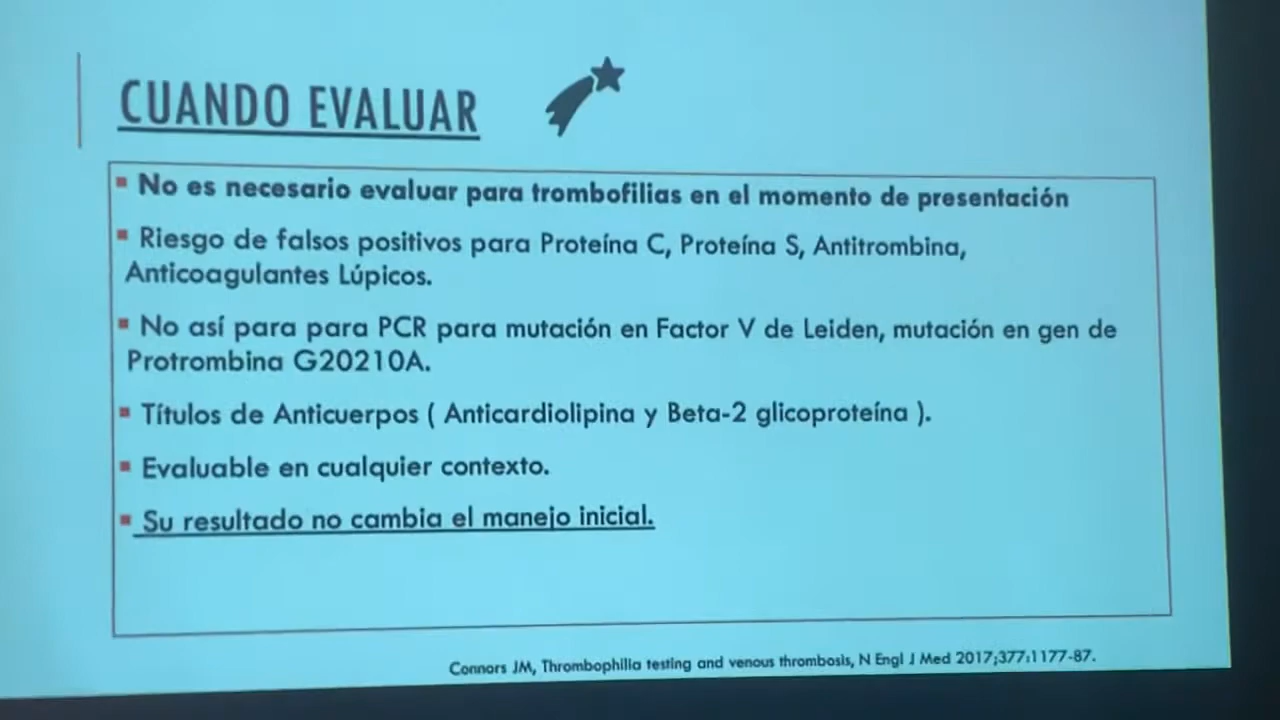 CUANDO EVALUAR
▪ No es necesario evaluar para trombofilias en el momento de presentación
▪ Riesgo de falsos positivos para Proteína C, Proteína S, Antitrombina,
Anticoagulantes Lúpicos.
▪ No así para para PCR para mutación en Factor V de Leiden, mutación en gen de
Protrombina G20210A.
▪ Títulos de Anticuerpos ( Anticardiolipina y Beta-2 glicoproteína ).
▪ Evaluable en cualquier contexto.
▪ Su resultado no cambia el manejo inicial.
Connors JM, Thrombophilia testing and venous thrombosis, N Engl J Med 2017;377:1177-87.